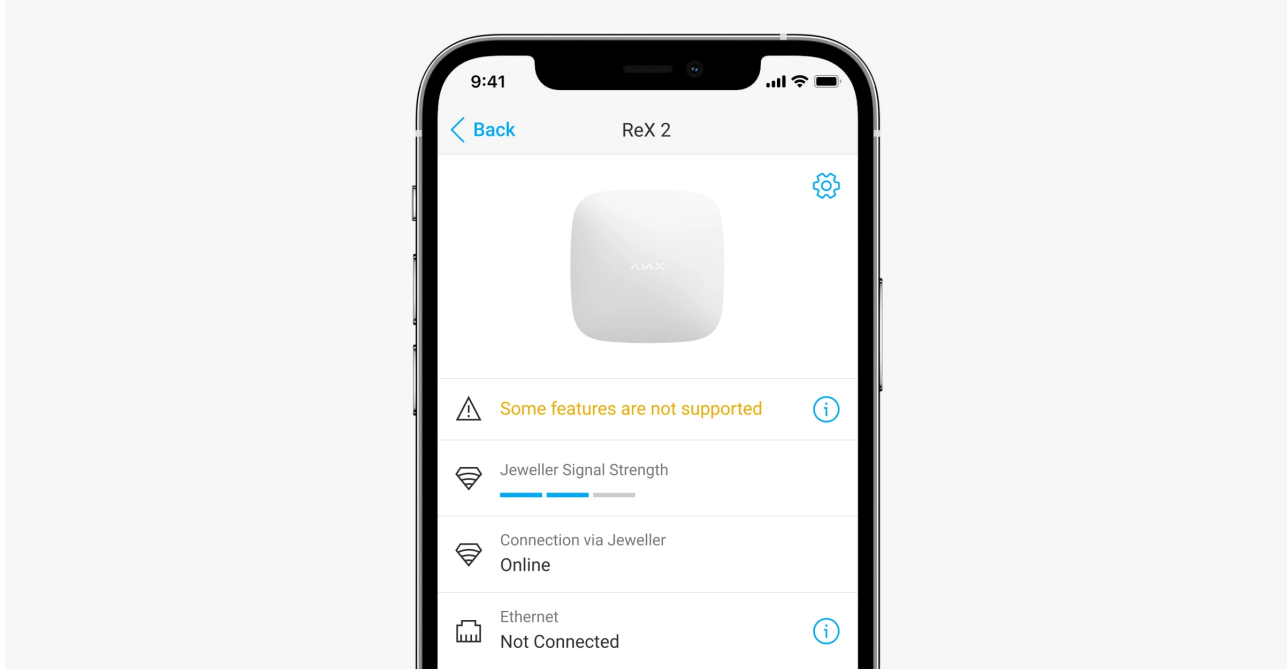 9:41
Back
ReX 2
AJAX
Some features are not supported
Jeweller Signal Strength
Connection via Jeweller
Online
Ethernet
Not Connected